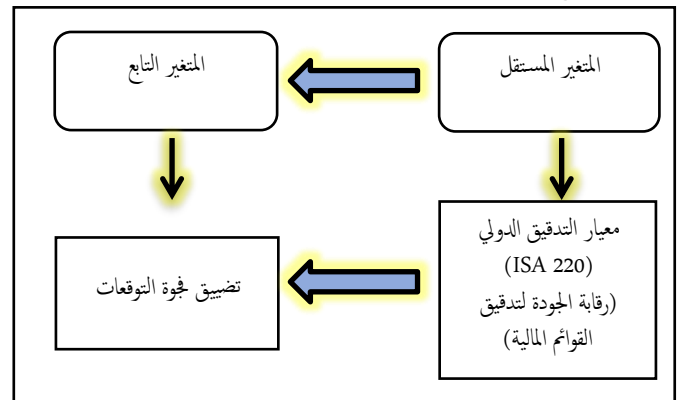 المتغير المستقل
المتغير التابع
معيار التدقيق الدولي
(ISA 220)
(رقابة الجودة لتدقيق
القوائم المالية)
تضييق فجوة التوقعات